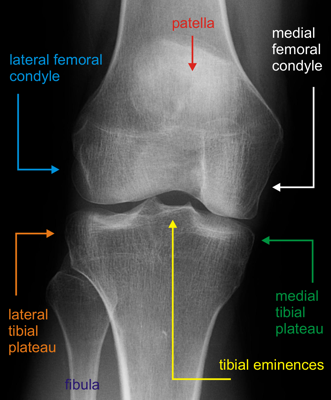 patella
medial
femoral
condyle
lateral femoral
condyle
lateral
tibial
plateau
medial
tibial
plateau
tibial eminences
fibula